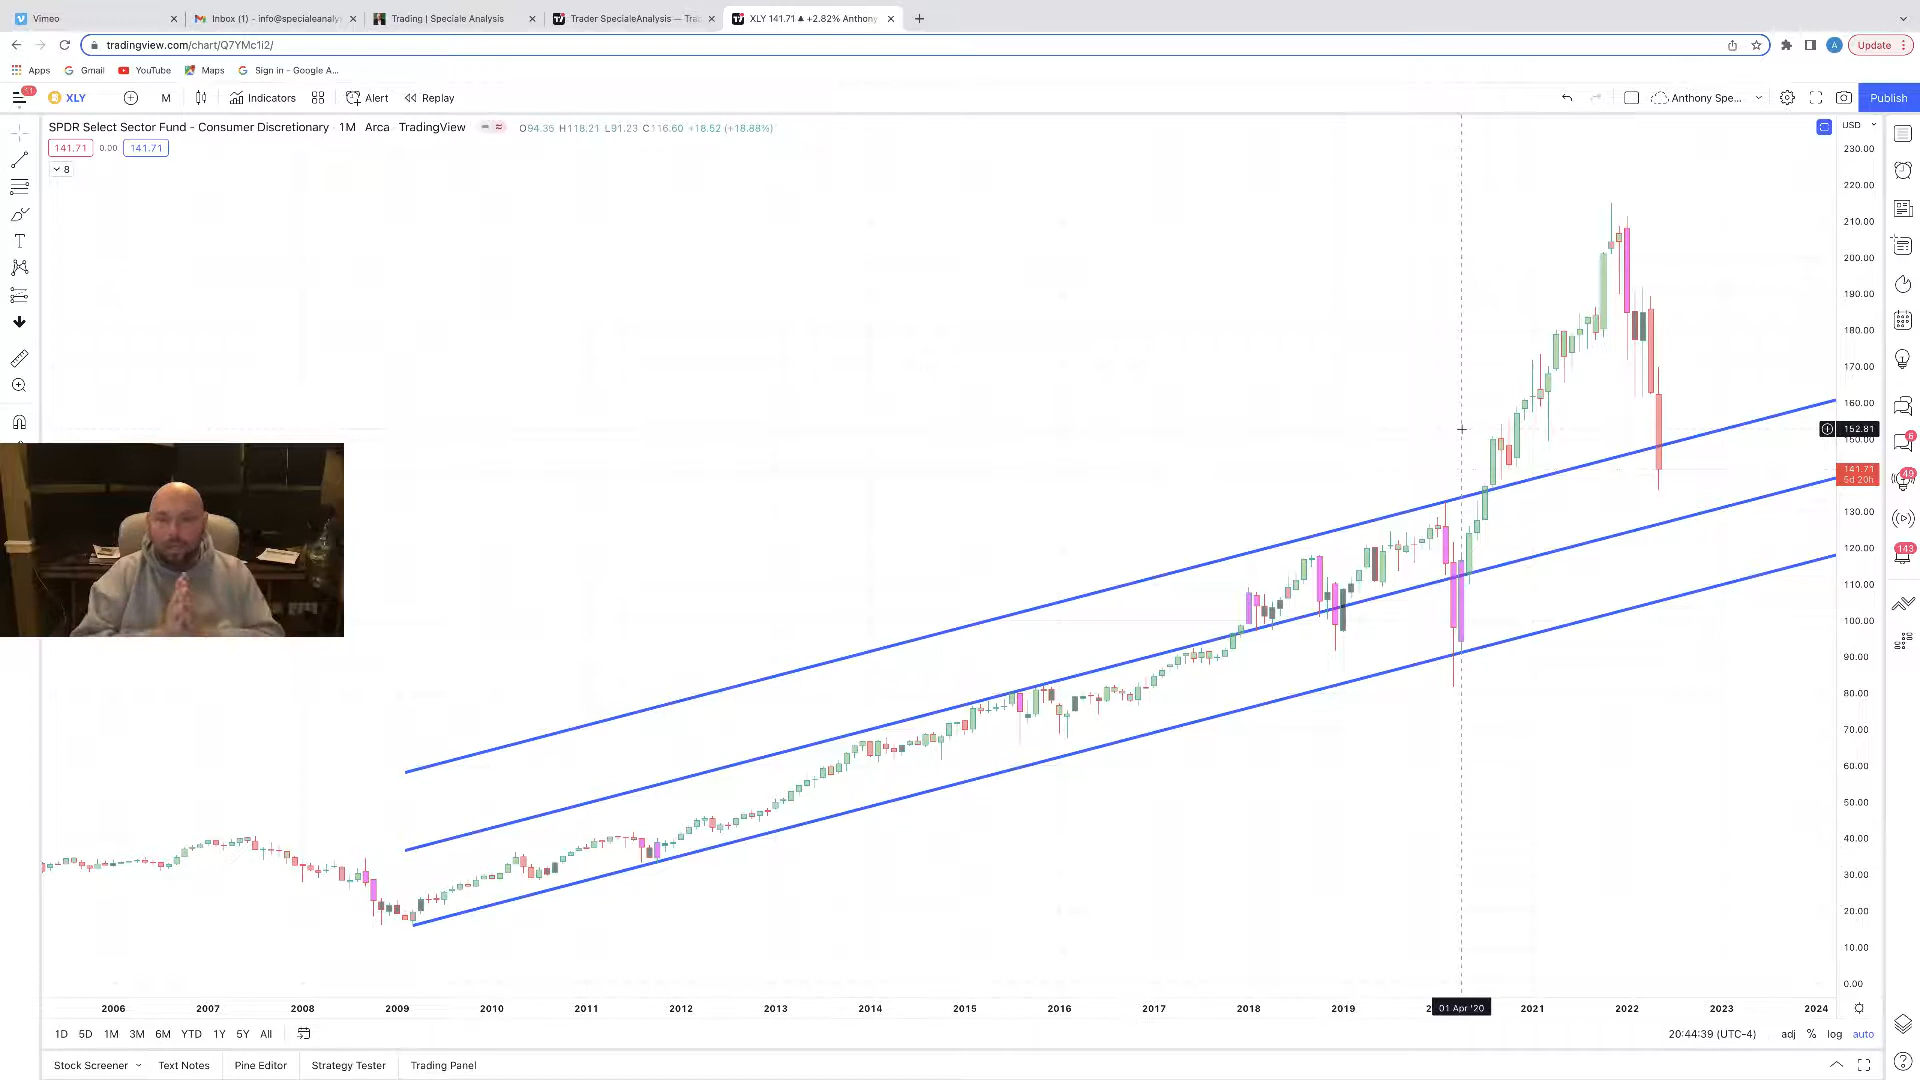 Vimeo
Inbox (1) - info@specialeanaly
Trading | Speciale Analysis
Trader SpecialeAnalysis — Tra
XLY 141.71 ▲ +2.82% Anthony
tradingview.com/chart/Q7YMc1i2/
Update
Apps Gmail YouTube Maps Sign in - Google A...
11
XLY M Indicators Alert Replay
Anthony Spe...
Publish
SPDR Select Sector Fund - Consumer Discretionary 1M Arca TradingView
O94.35 H118.21 L91.23 C116.60 +18.52 (+18.88%)
USD
141.71 0.00 141.71
8
230.00
220.00
210.00
200.00
190.00
180.00
170.00
160.00
152.81
150.00
141.71
5d 20h
130.00
120.00
110.00
100.00
90.00
80.00
70.00
60.00
50.00
40.00
30.00
20.00
10.00
0.00
6
49
143
2006 2007 2008 2009 2010 2011 2012 2013 2014 2015 2016 2017 2018 2019 01 Apr '20 2021 2022 2023 2024
1D 5D 1M 3M 6M YTD 1Y 5Y All
20:44:39 (UTC-4) adj % log auto
Stock Screener Text Notes Pine Editor Strategy Tester Trading Panel